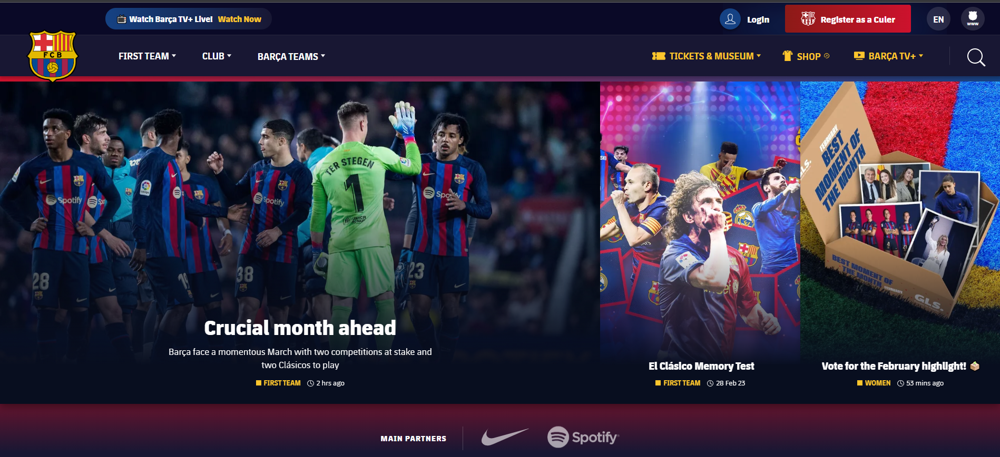 Watch Barça TV+ Live! Watch Now
Login
Register as a Culer
EN
www
FCB
FIRST TEAM
CLUB
BARÇA TEAMS
TICKETS & MUSEUM
SHOP
BARÇA TV+
TER STEGEN
1
Spotify
Spotify
Spotify
28
38
23
Crucial month ahead
Barça face a momentous March with two competitions at stake and
two Clásicos to play
FIRST TEAM 2 hrs ago
El Clásico Memory Test
FIRST TEAM 28 Feb 23
FEBRUARY
BEST
MOMENT OF
THE MONTH
GLS.
BEST MOMENT OF
THE MONTH FEBRUARY
GLS.
Vote for the February highlight!
WOMEN 53 mins ago
MAIN PARTNERS
Spotify